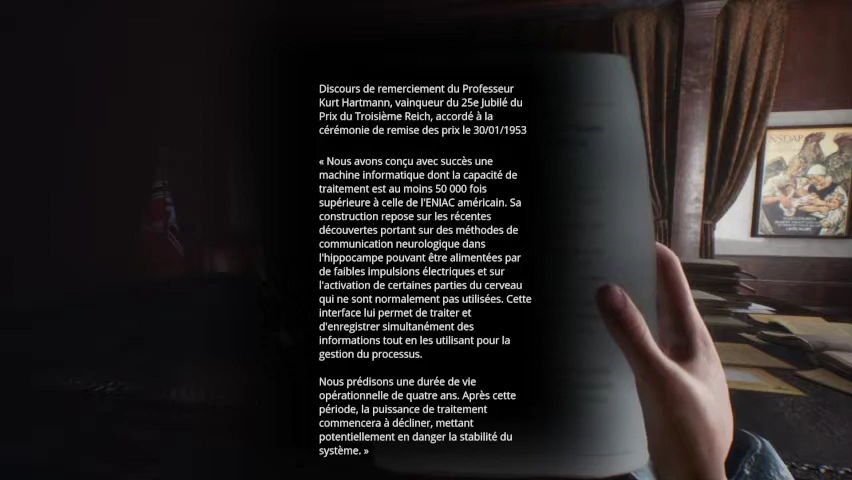 Discours de remerciement du Professeur
Kurt Hartmann, vainqueur du 25e Jubilé du
Prix du Troisième Reich, accordé à la
cérémonie de remise des prix le 30/01/1953
« Nous avons conçu avec succès une
machine informatique dont la capacité de
traitement est au moins 50 000 fois
supérieure à celle de l'ENIAC américain. Sa
construction repose sur les récentes
découvertes portant sur des méthodes de
communication neurologique dans
l'hippocampe pouvant être alimentées par
de faibles impulsions électriques et sur
l'activation de certaines parties du cerveau
qui ne sont normalement pas utilisées. Cette
interface lui permet de traiter et
d'enregistrer simultanément des
informations tout en les utilisant pour la
gestion du processus.
Nous prédisons une durée de vie
opérationnelle de quatre ans. Après cette
période, la puissance de traitement
commencera à décliner, mettant
potentiellement en danger la stabilité du
système. »
NSDAP